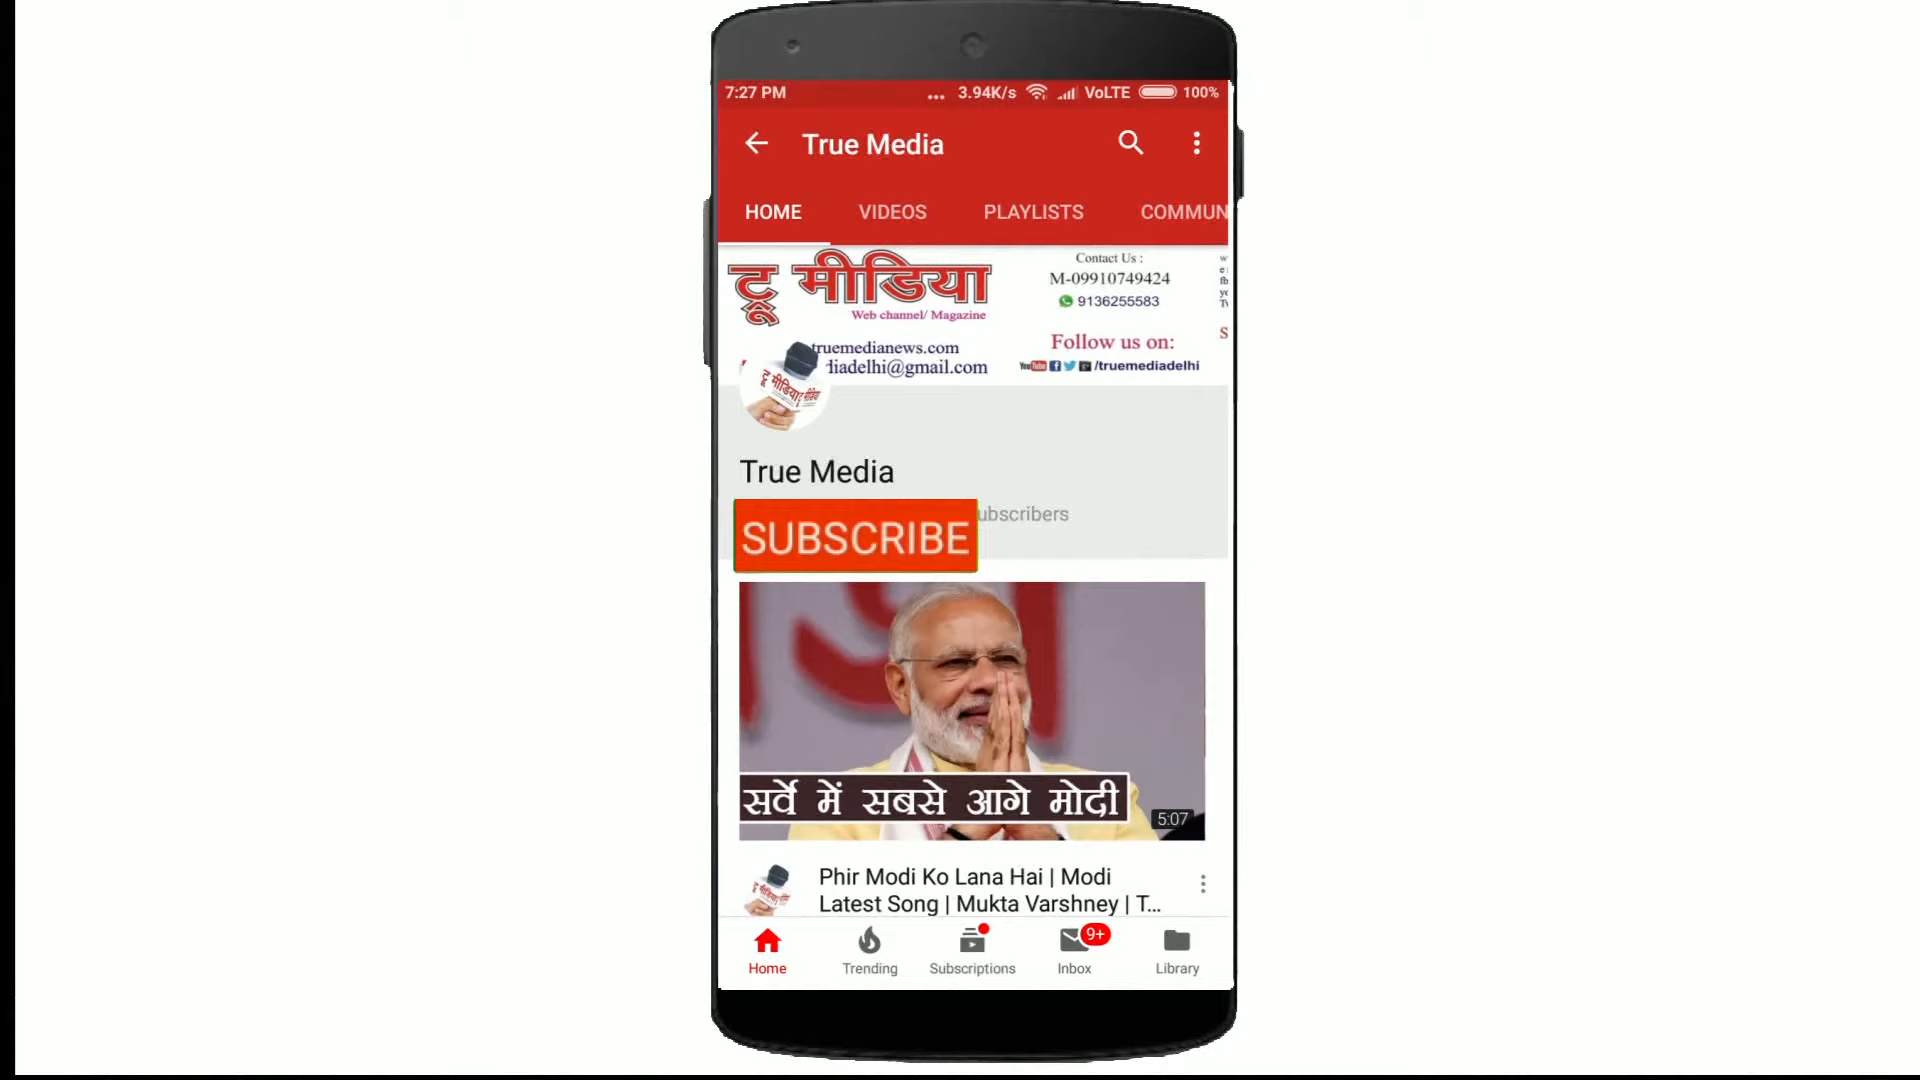 7:27 PM ... 3.94K/s VoLTE 100%
True Media
HOME VIDEOS PLAYLISTS COMMUN
ट्रू मीडिया
Web channel/ Magazine
truemedianews.com
diadelhi@gmail.com
Contact Us :
M-09910749424
9136255583
Follow us on:
You Tube /truemediadelhi
S
ट्रू मीडिया
True Media
SUBSCRIBE ubscribers
सर्वे में सबसे आगे मोदी
5:07
Phir Modi Ko Lana Hai | Modi
Latest Song | Mukta Varshney | T...
9+
Home Trending Subscriptions Inbox Library